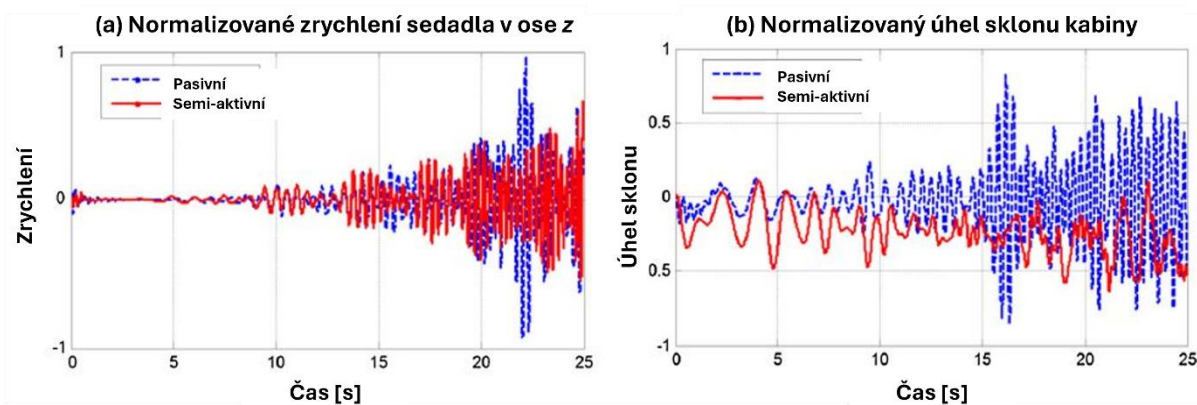 (a) Normalizované zrychlení sedadla v ose z
Zrychlení
1
0
-1
Pasivní
Semi-aktivní
0 5 10 15 20 25
Čas [s]
(b) Normalizovaný úhel sklonu kabiny
Úhel sklonu
1
0.5
0
0.5
-1
Pasivní
Semi-aktivní
0 5 10 15 20 25
Čas [s]